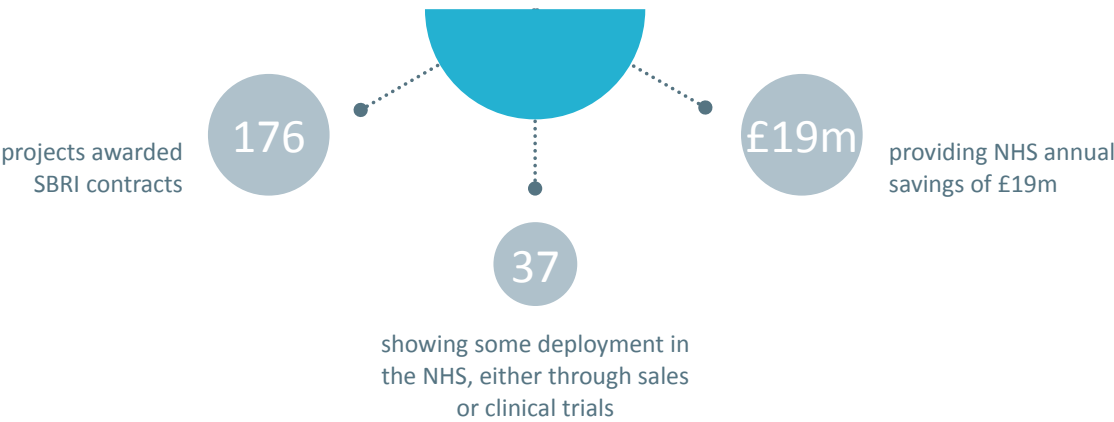 176
projects awarded
SBRI contracts
37
showing some deployment in
the NHS, either through sales
or clinical trials
£19m
providing NHS annual
savings of £19m